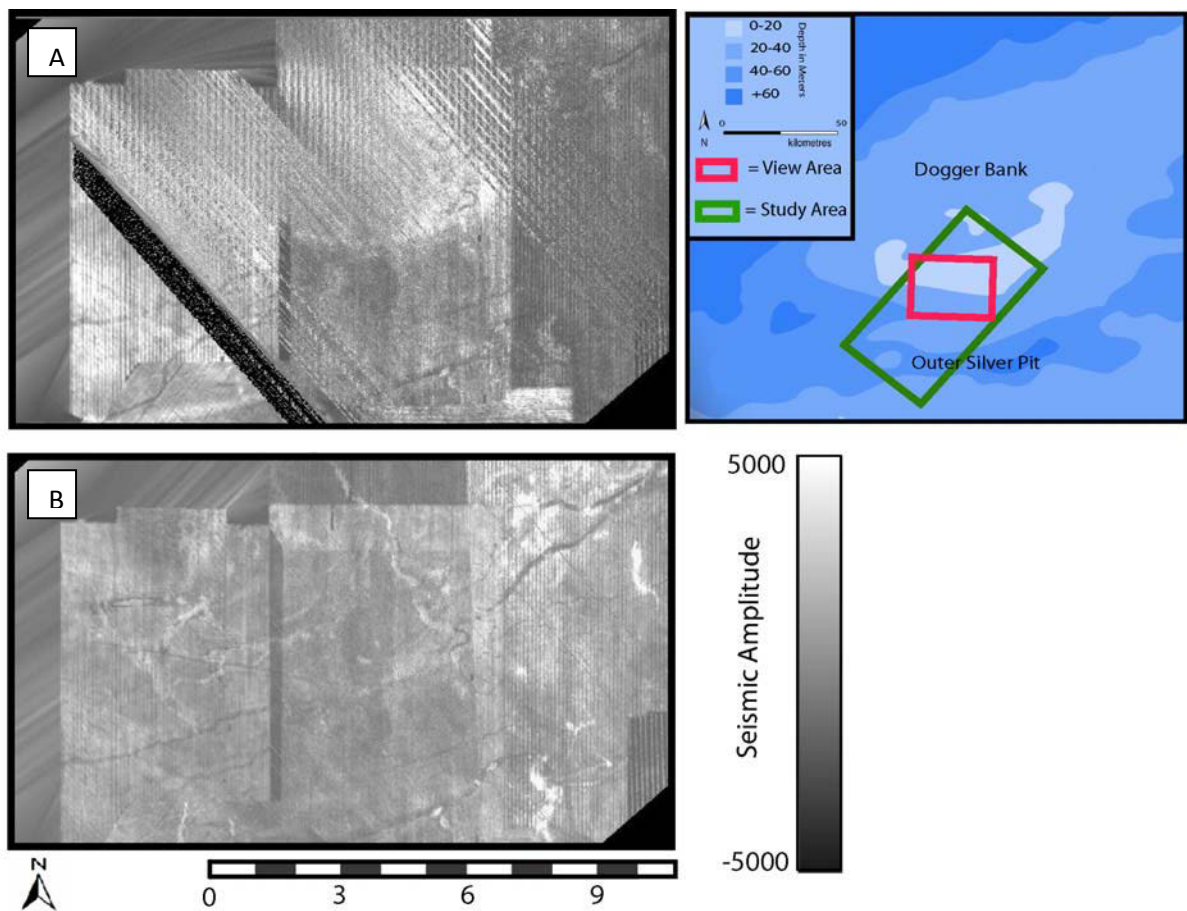 A
0-20
20-40
40-60
+60
Depth in Meters
0 50
N
kilometres
= View Area
= Study Area
Dogger Bank
Outer Silver Pit
B
5000
Seismic Amplitude
-5000
N
0 3 6 9